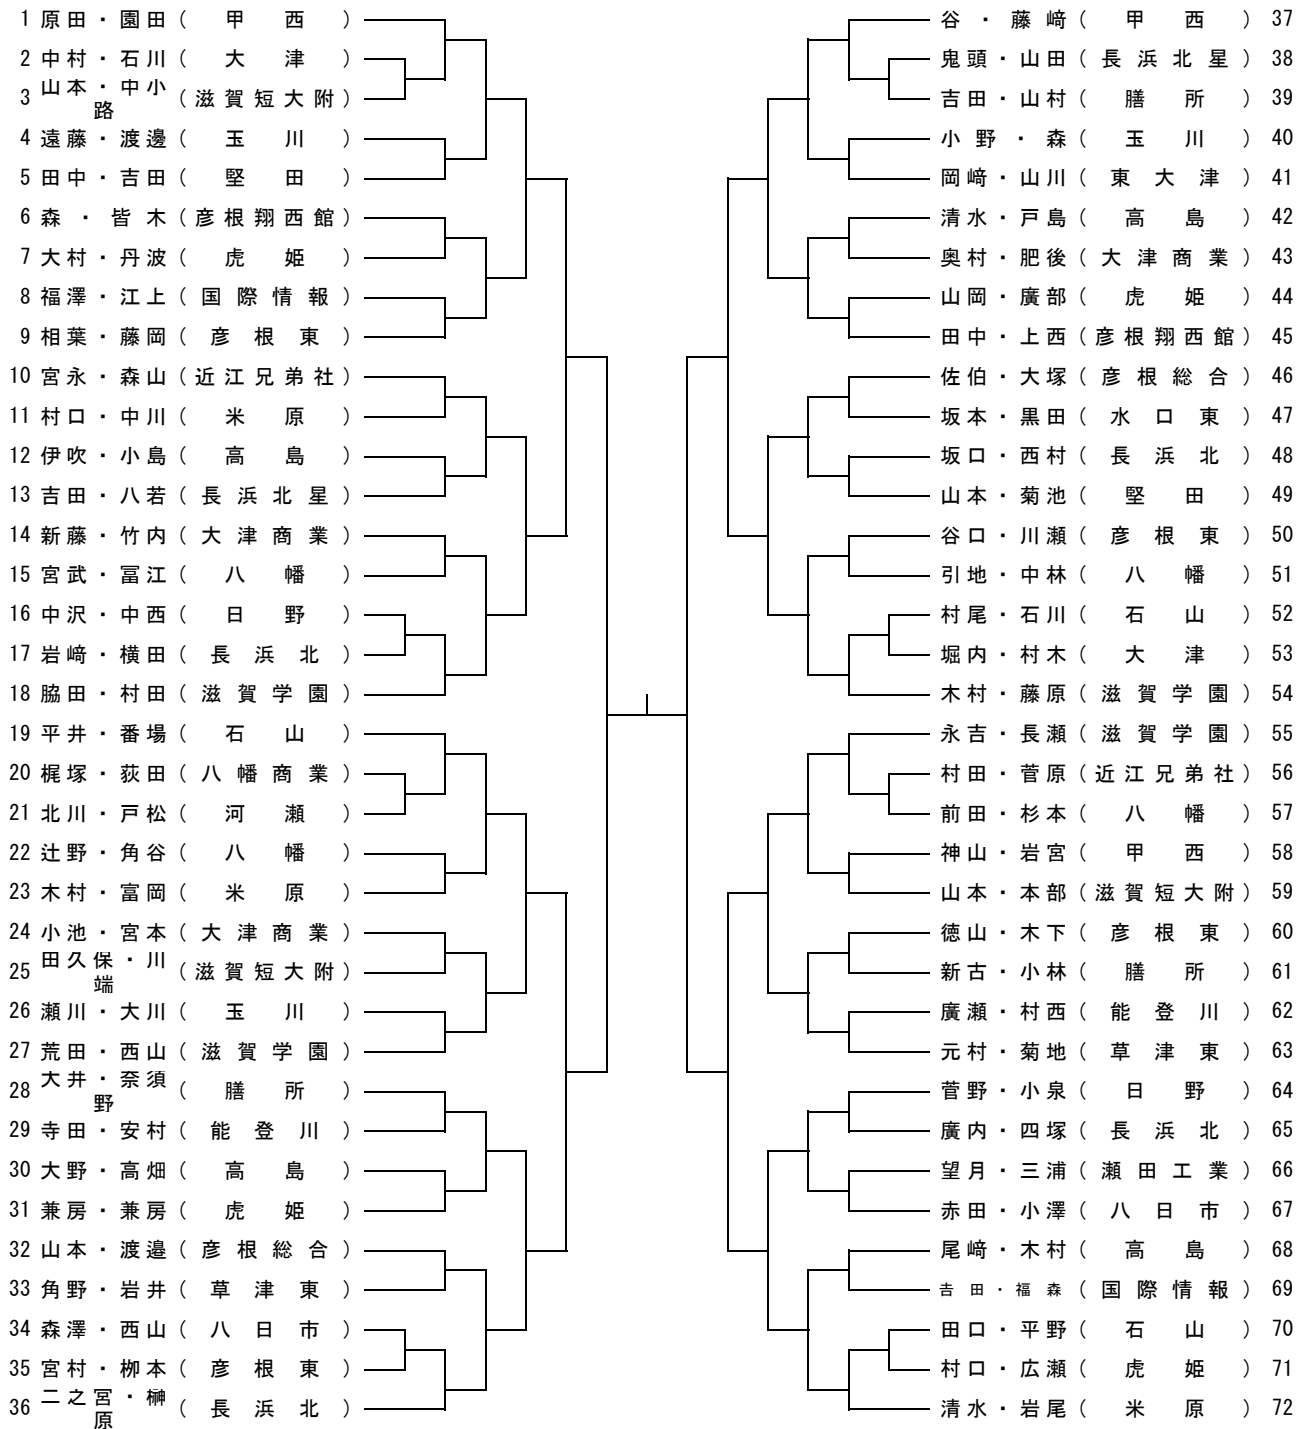 1 原田・園田（甲西）
2 中村・石川（大津）
3 山本・中小路（滋賀短大附）
4 遠藤・渡邊（玉川）
5 田中・吉田（堅田）
6 森・皆木（彦根翔西館）
7 大村・丹波（虎姫）
8 福澤・江上（国際情報）
9 相葉・藤岡（彦根東）
10 宮永・森山（近江兄弟社）
11 村口・中川（米原）
12 伊吹・小島（高島）
13 吉田・八若（長浜北星）
14 新藤・竹内（大津商業）
15 宮武・冨江（八幡）
16 中沢・中西（日野）
17 岩﨑・横田（長浜北）
18 脇田・村田（滋賀学園）
19 平井・番場（石山）
20 梶塚・荻田（八幡商業）
21 北川・戸松（河瀬）
22 辻野・角谷（八幡）
23 木村・富岡（米原）
24 小池・宮本（大津商業）
25 田久保・川端（滋賀短大附）
26 瀬川・大川（玉川）
27 荒田・西山（滋賀学園）
28 大井・奈須野（膳所）
29 寺田・安村（能登川）
30 大野・高畑（高島）
31 兼房・兼房（虎姫）
32 山本・渡邉（彦根総合）
33 角野・岩井（草津東）
34 森澤・西山（八日市）
35 宮村・栁本（彦根東）
36 二之宮・榊原（長浜北）
谷・藤﨑（甲西）37
鬼頭・山田（長浜北星）38
吉田・山村（膳所）39
小野・森（玉川）40
岡﨑・山川（東大津）41
清水・戸島（高島）42
奥村・肥後（大津商業）43
山岡・廣部（虎姫）44
田中・上西（彦根翔西館）45
佐伯・大塚（彦根総合）46
坂本・黒田（水口東）47
坂口・西村（長浜北）48
山本・菊池（堅田）49
谷口・川瀬（彦根東）50
引地・中林（八幡）51
村尾・石川（石山）52
堀内・村木（大津）53
木村・藤原（滋賀学園）54
永吉・長瀬（滋賀学園）55
村田・菅原（近江兄弟社）56
前田・杉本（八幡）57
神山・岩宮（甲西）58
山本・本部（滋賀短大附）59
徳山・木下（彦根東）60
新古・小林（膳所）61
廣瀬・村西（能登川）62
元村・菊地（草津東）63
菅野・小泉（日野）64
廣内・四塚（長浜北）65
望月・三浦（瀬田工業）66
赤田・小澤（八日市）67
尾﨑・木村（高島）68
𠮷田・福森（国際情報）69
田口・平野（石山）70
村口・広瀬（虎姫）71
清水・岩尾（米原）72